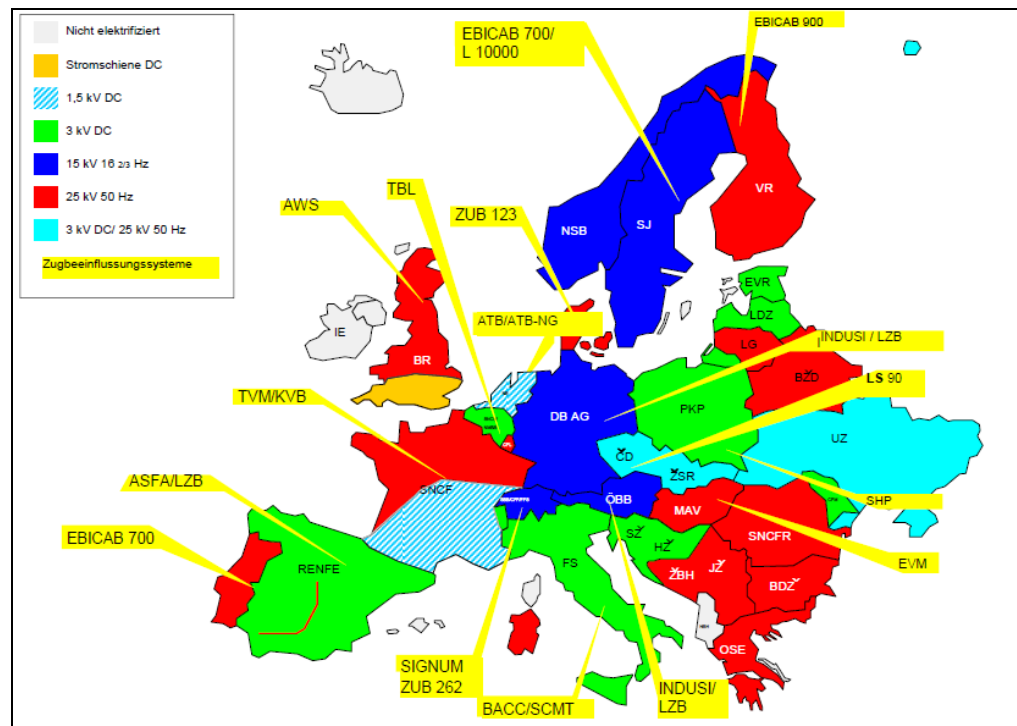 Nicht elektrifiziert
Stromschiene DC
1,5 kV DC
3 kV DC
15 kV 16 2/3 Hz
25 kV 50 Hz
3 kV DC/ 25 kV 50 Hz
Zugbeeinflussungssysteme
EBICAB 700/
L 10000
EBICAB 900
TBL
AWS
ZUB 123
NSB
SJ
VR
IE
BR
ATB/ATB-NG
EVR
LDZ
LG
BŽD
INDUSI / LZB
LS 90
TVM/KVB
DB AG
PKP
UZ
ČD
ŽSR
ASFA/LZB
SNCF
ÖBB
MAV
SHP
EBICAB 700
RENFE
FS
SŽ
HŽ
SNCFR
EVM
ŽBH
JŽ
BDŽ
OSE
SIGNUM
ZUB 262
BACC/SCMT
INDUSI/
LZB